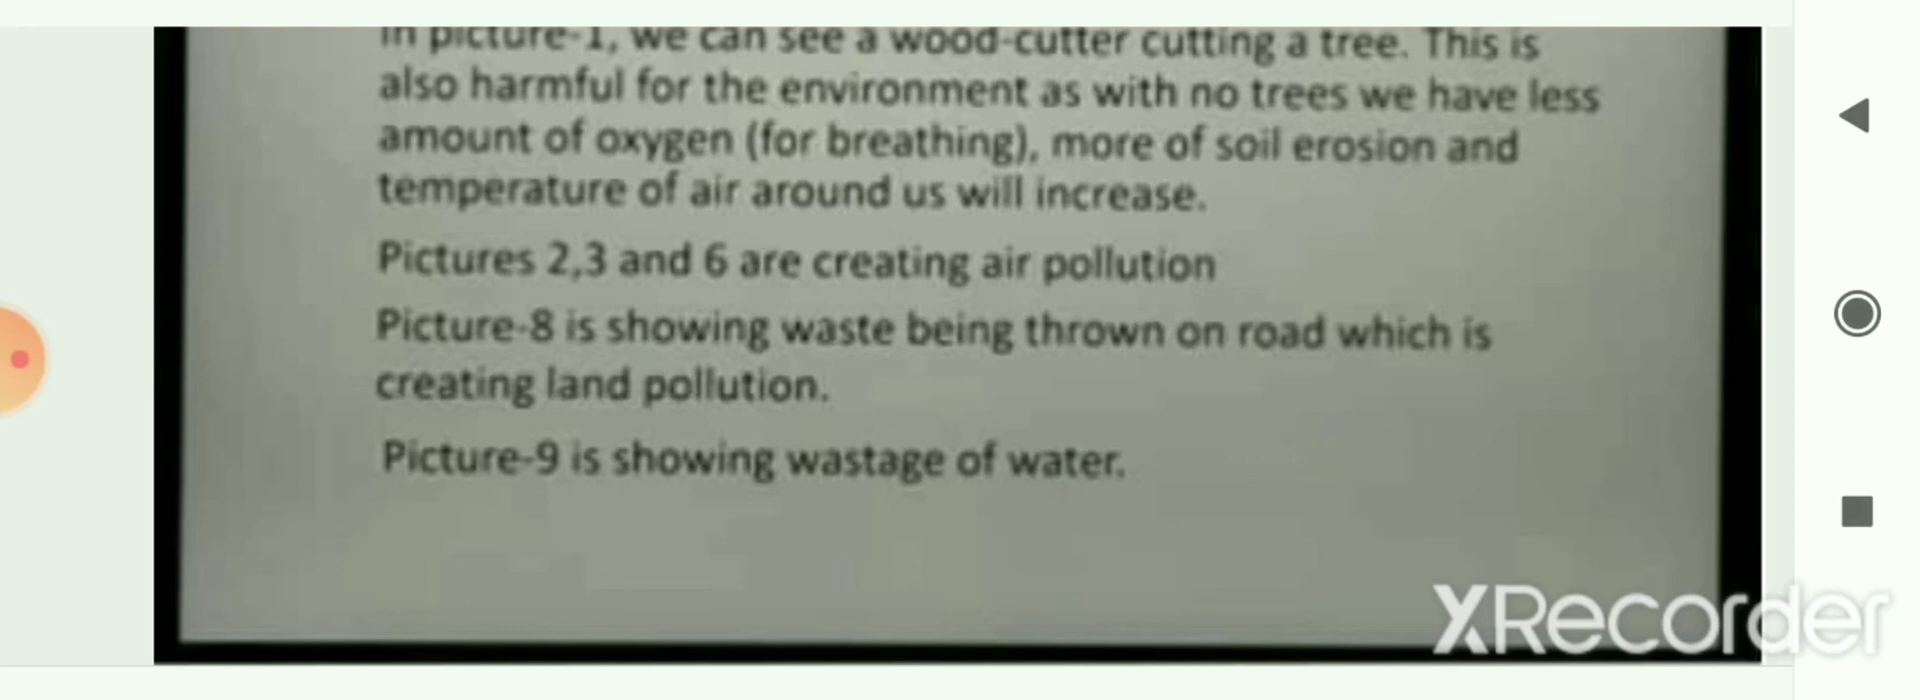 In picture-1, we can see a wood-cutter cutting a tree. This is
also harmful for the environment as with no trees we have less
amount of oxygen (for breathing), more of soil erosion and
temperature of air around us will increase.
Pictures 2,3 and 6 are creating air pollution
Picture-8 is showing waste being thrown on road which is
creating land pollution.
Picture-9 is showing wastage of water.
XRecorder